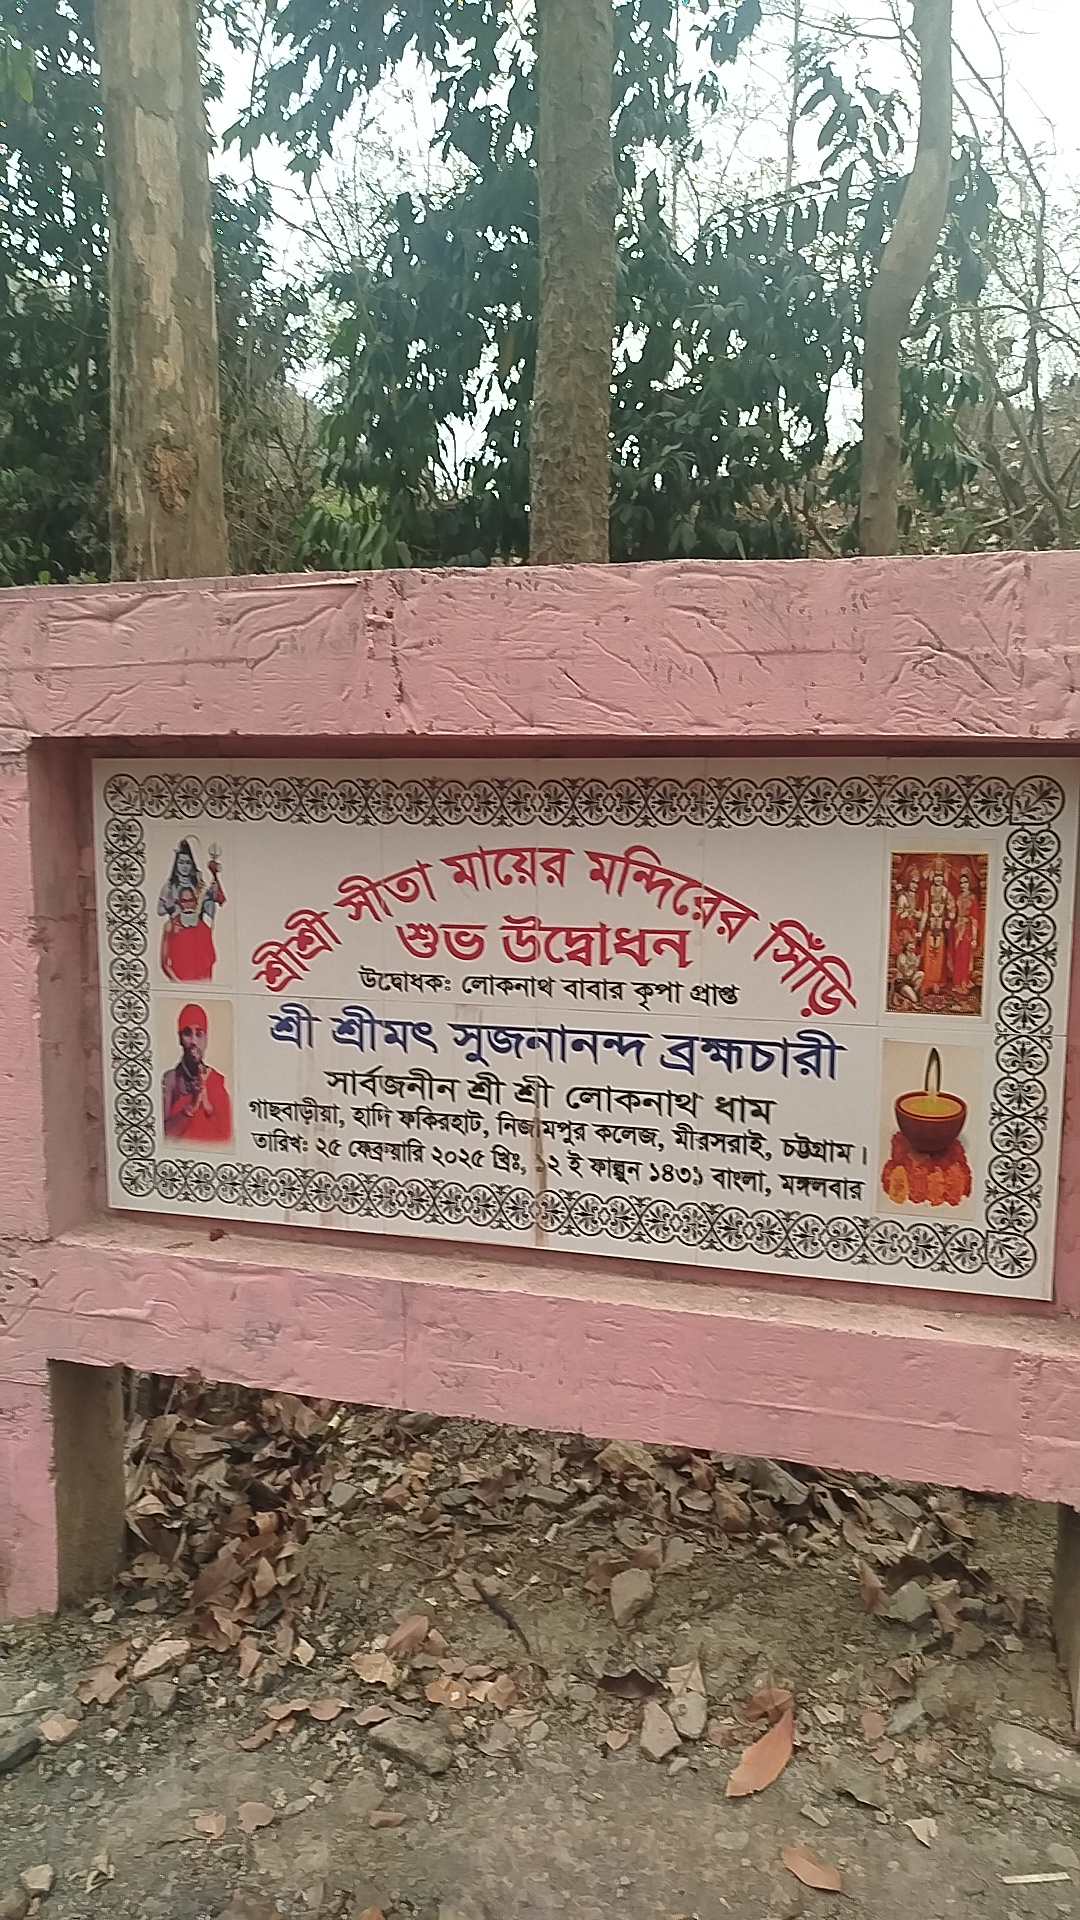 শ্রীশ্রী সীতা মায়ের মন্দিরের সিঁড়ি
শুভ উদ্বোধন
উদ্বোধকঃ লোকনাথ বাবার কৃপা প্রাপ্ত
শ্রী শ্রীমৎ সুজনানন্দ ব্রহ্মচারী
সার্বজনীন শ্রী শ্রী লোকনাথ ধাম
গাছবাড়ীয়া, হাদি ফকিরহাট, নিজামপুর কলেজ, মীরসরাই, চট্টগ্রাম।
তারিখঃ ২৫ ফেব্রুয়ারি ২০২৫ খ্রিঃ, ১২ ই ফাল্গুন ১৪৩১ বাংলা, মঙ্গলবার